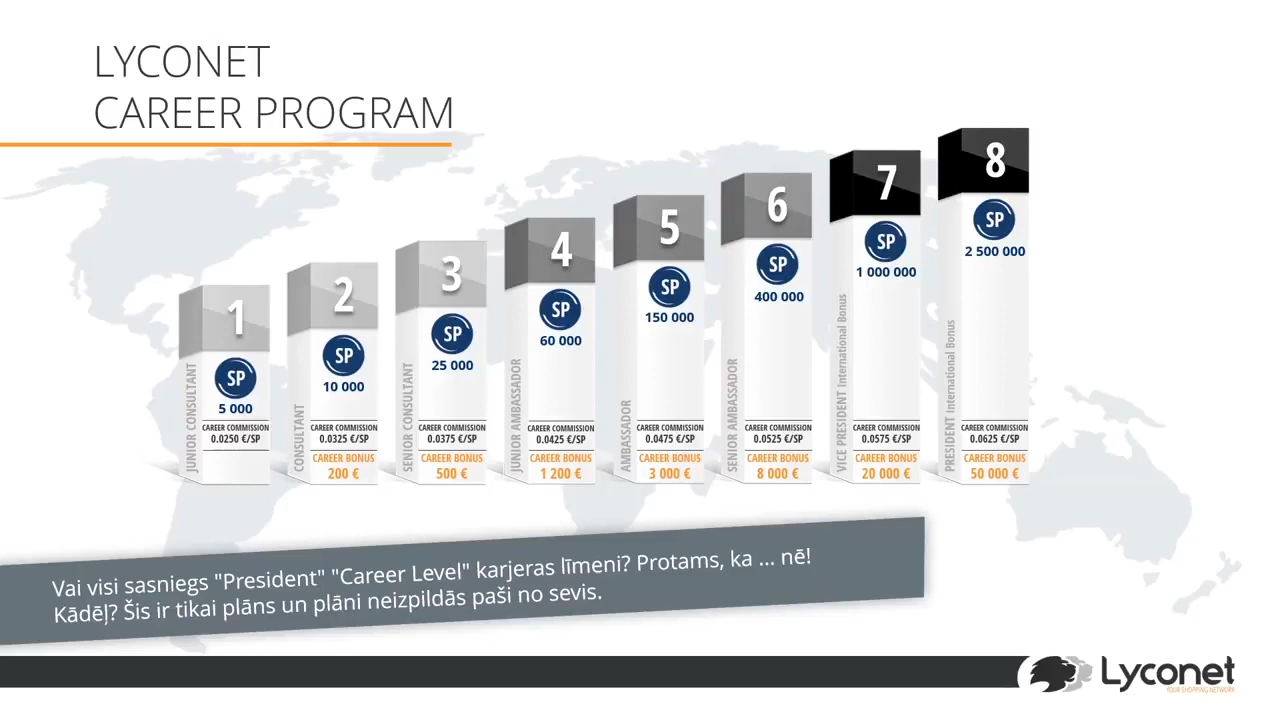 LYCONET
CAREER PROGRAM
1
SP
5 000
JUNIOR CONSULTANT
CAREER COMMISSION
0.0250 €/SP
2
SP
10 000
CONSULTANT
CAREER COMMISSION
0.0325 €/SP
CAREER BONUS
200 €
3
SP
25 000
SENIOR CONSULTANT
CAREER COMMISSION
0.0375 €/SP
CAREER BONUS
500 €
4
SP
60 000
JUNIOR AMBASSADOR
CAREER COMMISSION
0.0425 €/SP
CAREER BONUS
1 200 €
5
SP
150 000
AMBASSADOR
CAREER COMMISSION
0.0475 €/SP
CAREER BONUS
3 000 €
6
SP
400 000
SENIOR AMBASSADOR
CAREER COMMISSION
0.0525 €/SP
CAREER BONUS
8 000 €
7
SP
1 000 000
VICE PRESIDENT International Bonus
CAREER COMMISSION
0.0575 €/SP
CAREER BONUS
20 000 €
8
SP
2 500 000
PRESIDENT International Bonus
CAREER COMMISSION
0.0625 €/SP
CAREER BONUS
50 000 €
Vai visi sasniegs "President" "Career Level" karjeras līmeni? Protams, ka ... nē!
Kādēļ? Šis ir tikai plāns un plāni neizpildās paši no sevis.
Lyconet
YOUR SHOPPING NETWORK